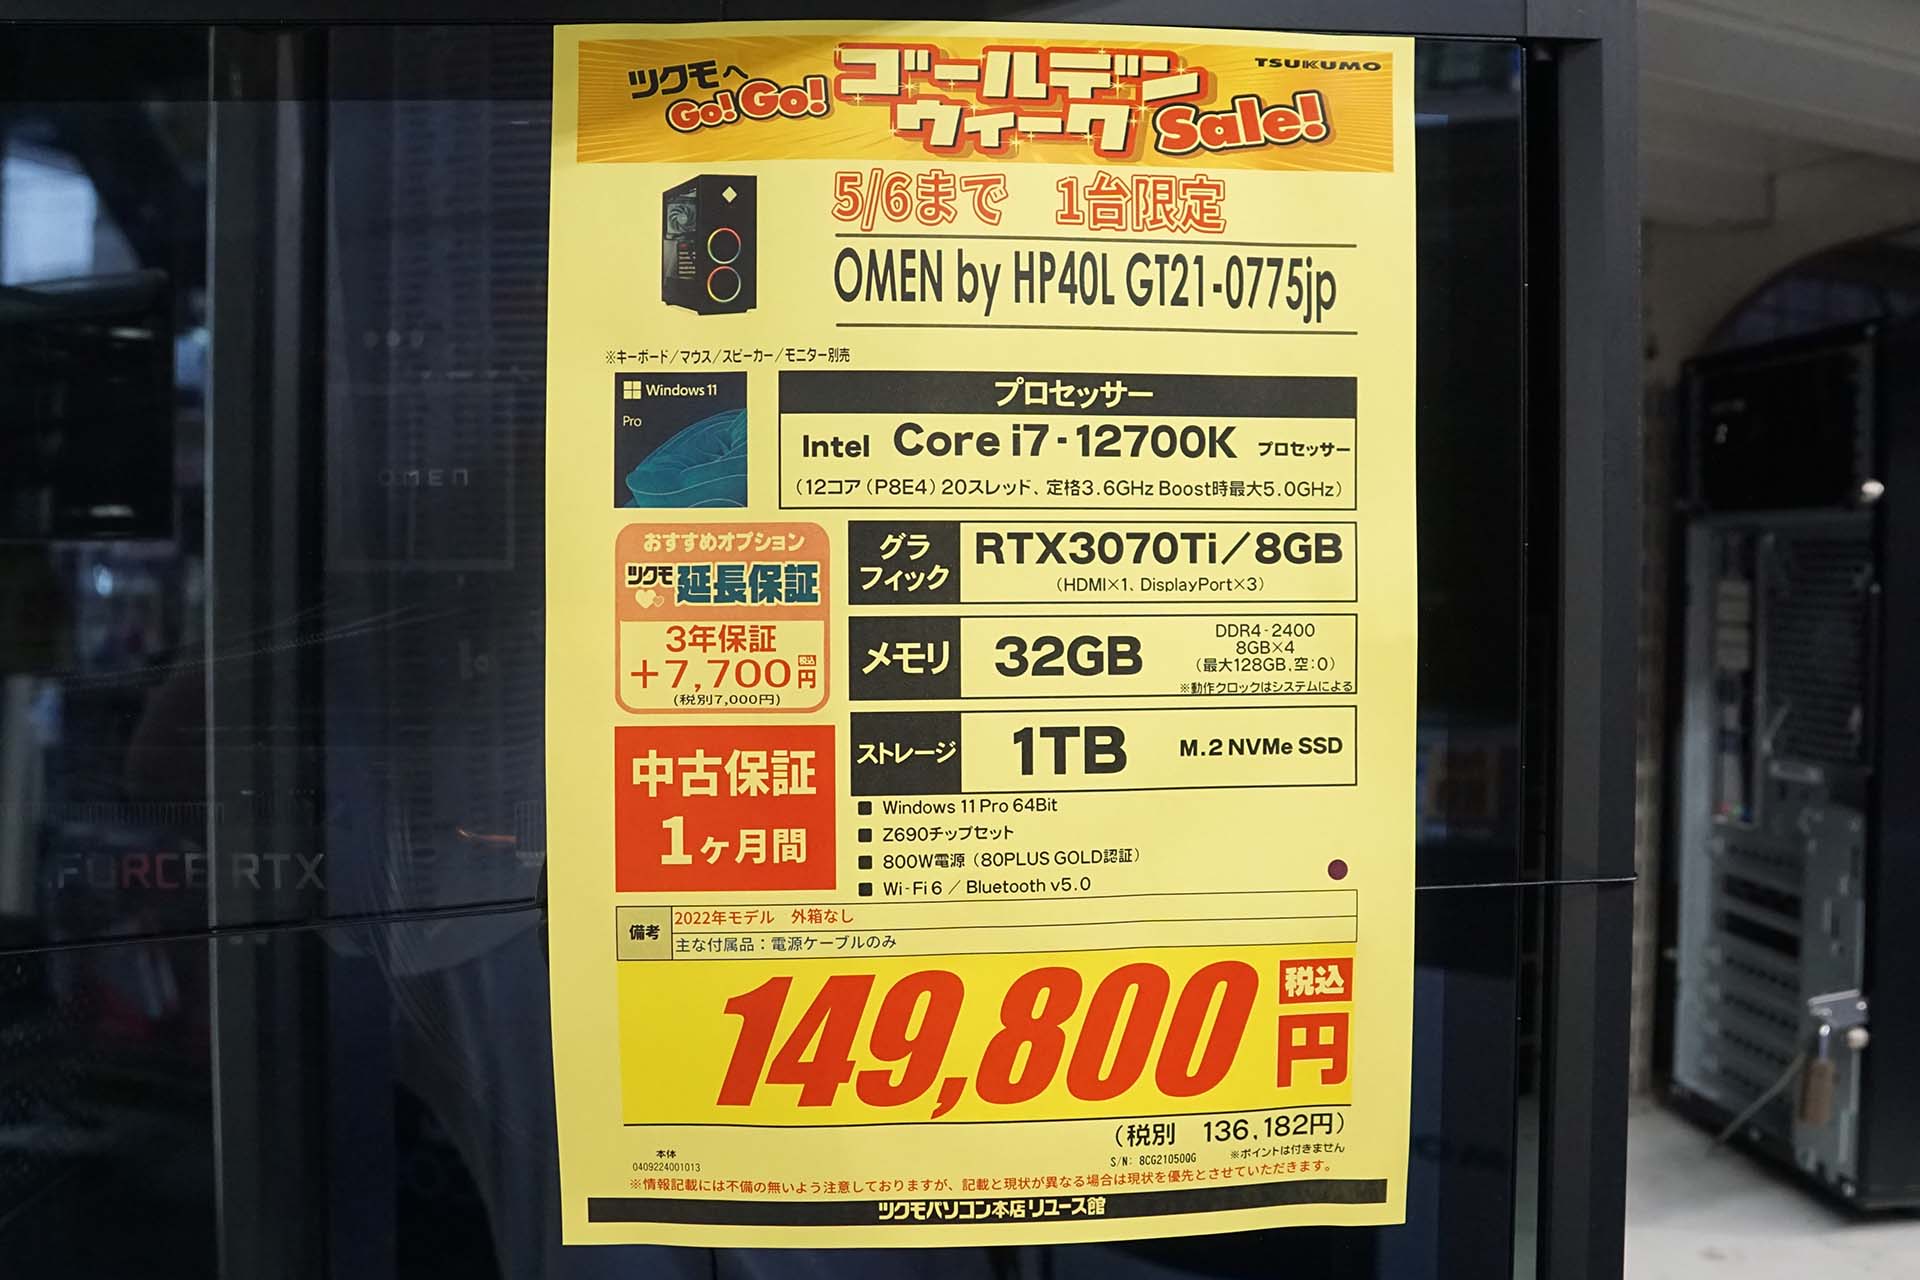 ツクモへ
Go! Go!
ゴールデン
ウィーク
Sale!
TSUKUMO
5/6まで 1台限定
OMEN by HP40L GT21-0775jp
※キーボード/マウス/スピーカー/モニター別売
Windows 11
Pro
プロセッサー
Intel Core i7-12700K プロセッサー
(12コア(P8E4)20スレッド、定格3.6GHz Boost時最大5.0GHz)
おすすめオプション
ツクモ 延長保証
3年保証
+7,700税込円
(税別7,000円)
グラ
フィック
RTX3070Ti/8GB
(HDMI×1、DisplayPort×3)
メモリ
32GB
DDR4-2400
8GB×4
(最大128GB,空:0)
※動作クロックはシステムによる
ストレージ
1TB
M.2 NVMe SSD
中古保証
1ヶ月間
■ Windows 11 Pro 64Bit
■ Z690チップセット
■ 800W電源(80PLUS GOLD認証)
■ Wi-Fi 6 / Bluetooth v5.0
備考
2022年モデル 外箱なし
主な付属品：電源ケーブルのみ
149,800
税込
円
(税別 136,182円)
本体
0409224001013
S/N: 8CG21050QG
※ポイントは付きません
※情報記載には不備の無いよう注意しておりますが、記載と現状が異なる場合は現状を優先とさせていただきます。
ツクモパソコン本店 リユース館
OMEN
FORCE RTX